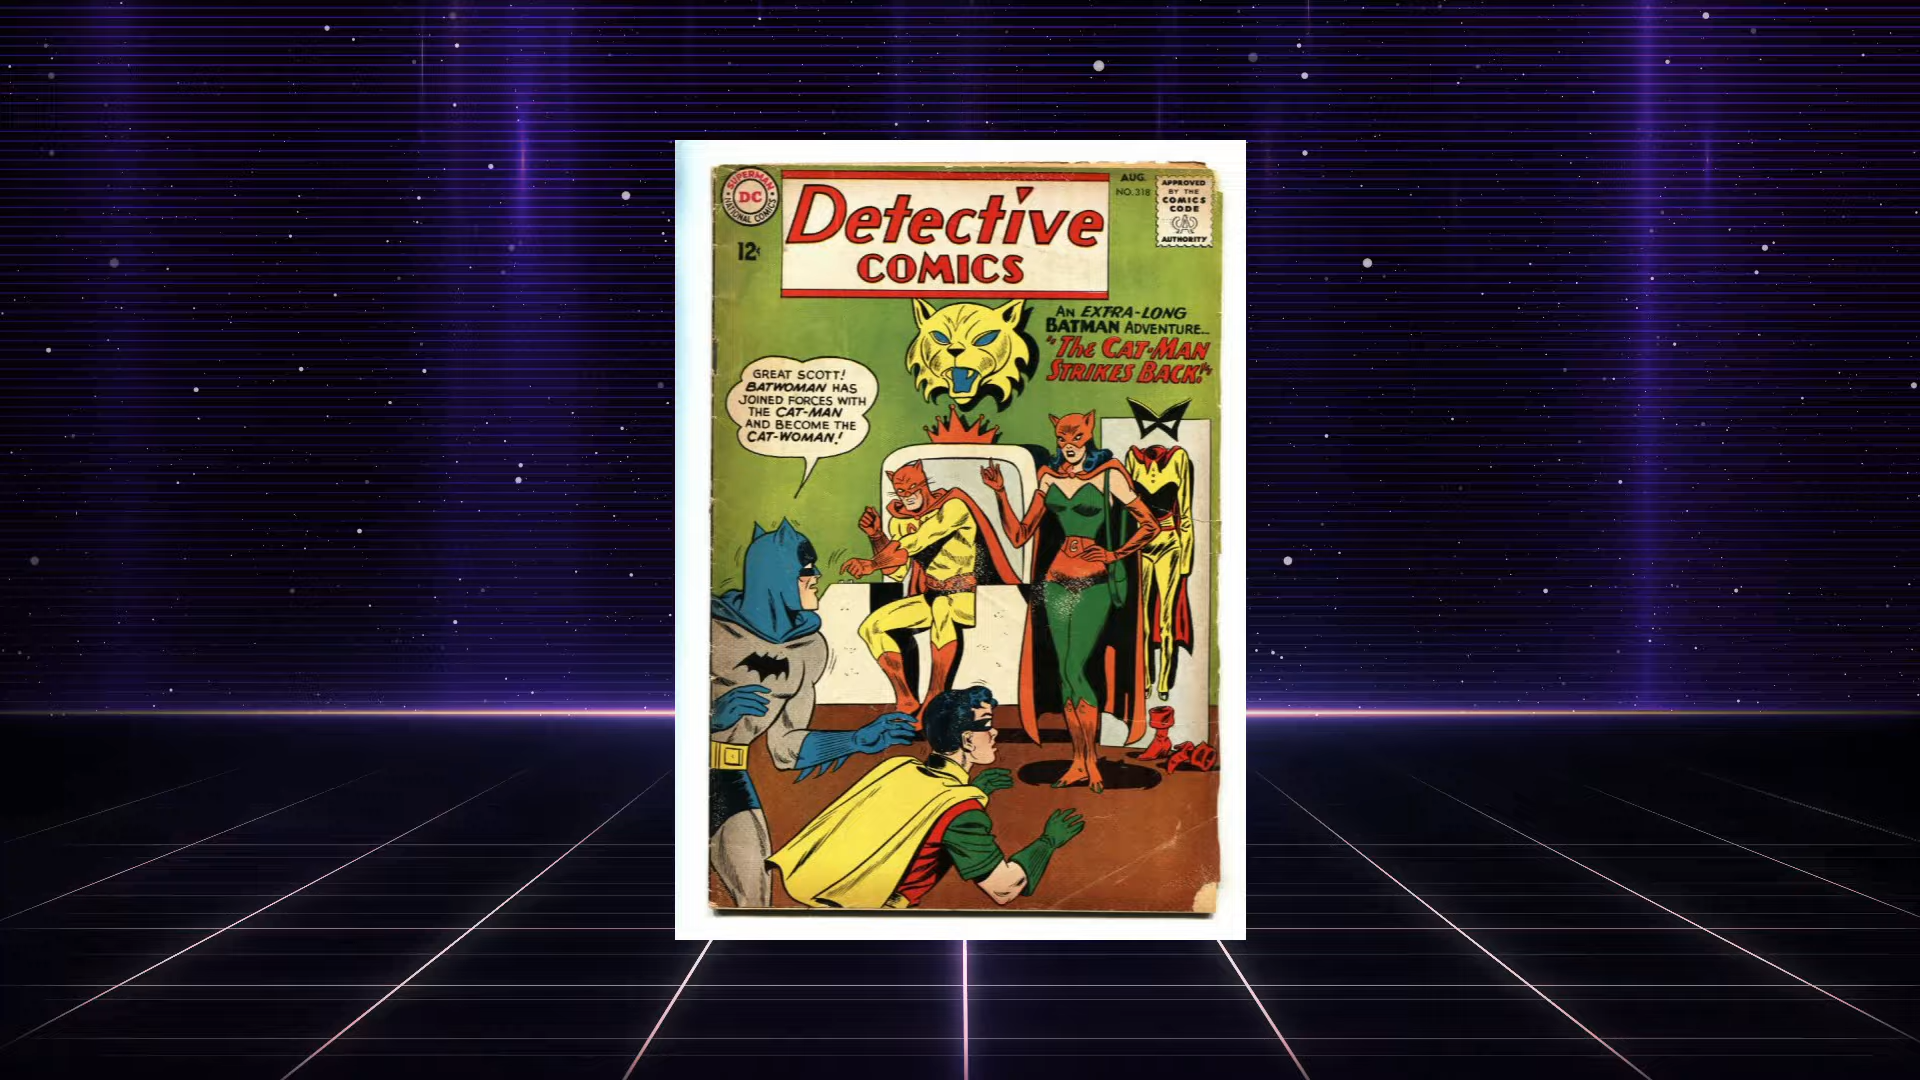 SUPERMAN
DC
NATIONAL COMICS
12¢
Detective
COMICS
AUG.
NO.318
APPROVED
BY THE
COMICS
CODE
CA
AUTHORITY
AN EXTRA-LONG
BATMAN ADVENTURE...
"The CAT-MAN
STRIKES BACK!"
GREAT SCOTT!
BATWOMAN HAS
JOINED FORCES WITH
THE CAT-MAN
AND BECOME THE
CAT-WOMAN!
C